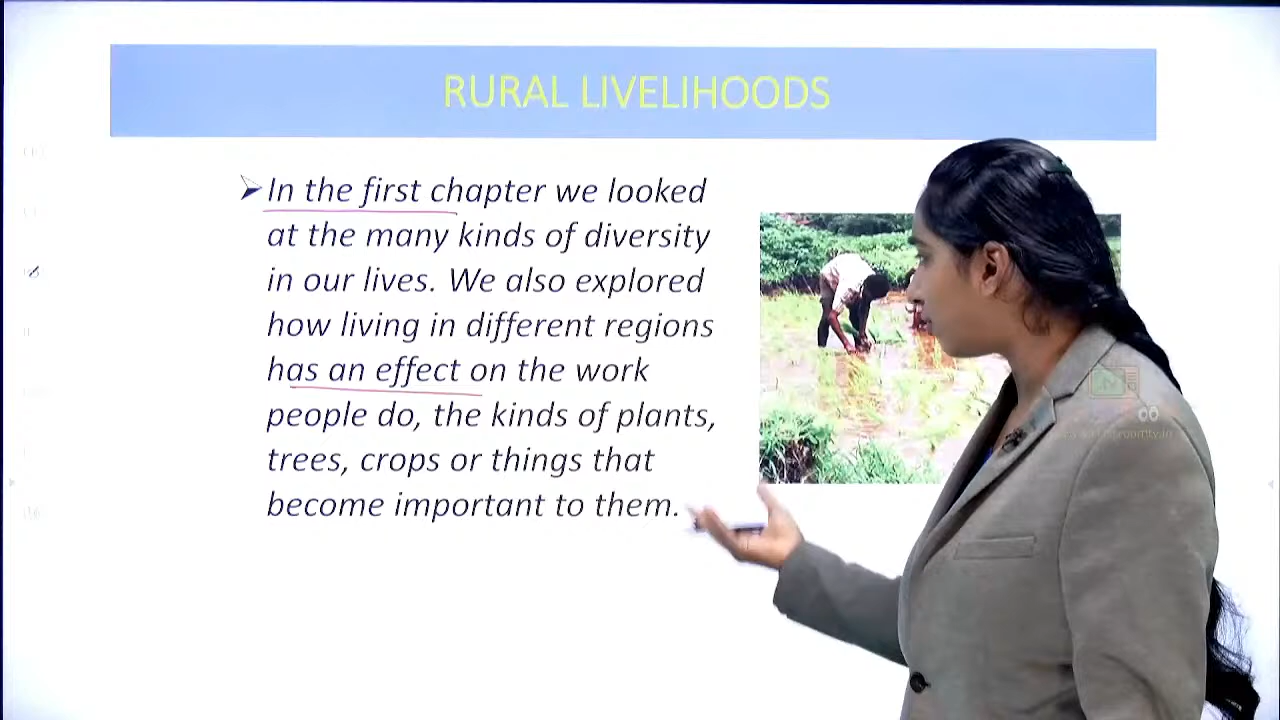 RURAL LIVELIHOODS
In the first chapter we looked
at the many kinds of diversity
in our lives. We also explored
how living in different regions
has an effect on the work
people do, the kinds of plants,
trees, crops or things that
become important to them.